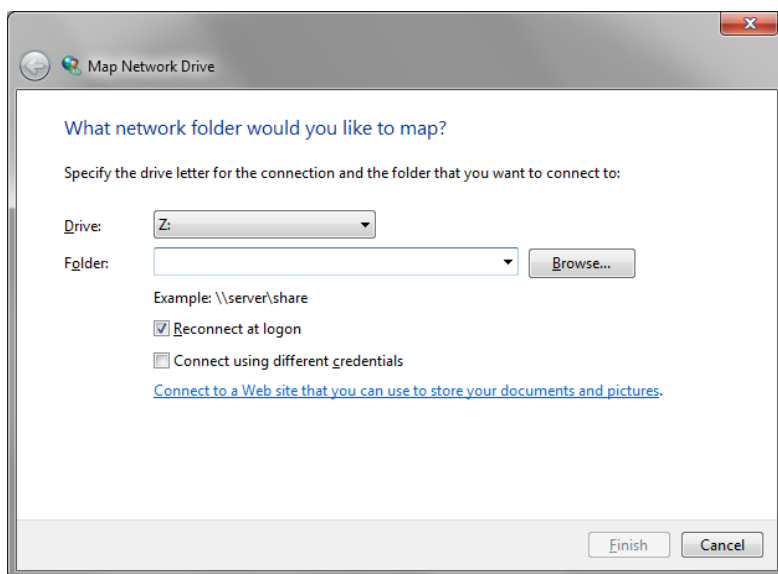 Map Network Drive
What network folder would you like to map?
Specify the drive letter for the connection and the folder that you want to connect to:
Drive: Z:
Folder: Browse...
Example: \\server\share
Reconnect at logon
Connect using different credentials
Connect to a Web site that you can use to store your documents and pictures.
Finish Cancel